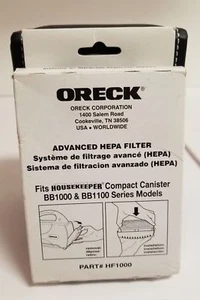 ORECK
ORECK CORPORATION
1400 Salem Road
Cookeville, TN 38506
USA • WORLDWIDE
ADVANCED HEPA FILTER
Système de filtrage avancé (HEPA)
Sistema de filtracion avanzado (HEPA)
Fits HOUSEKEEPER Compact Canister
BB1000 & BB1100 Series Models
PART# HF1000